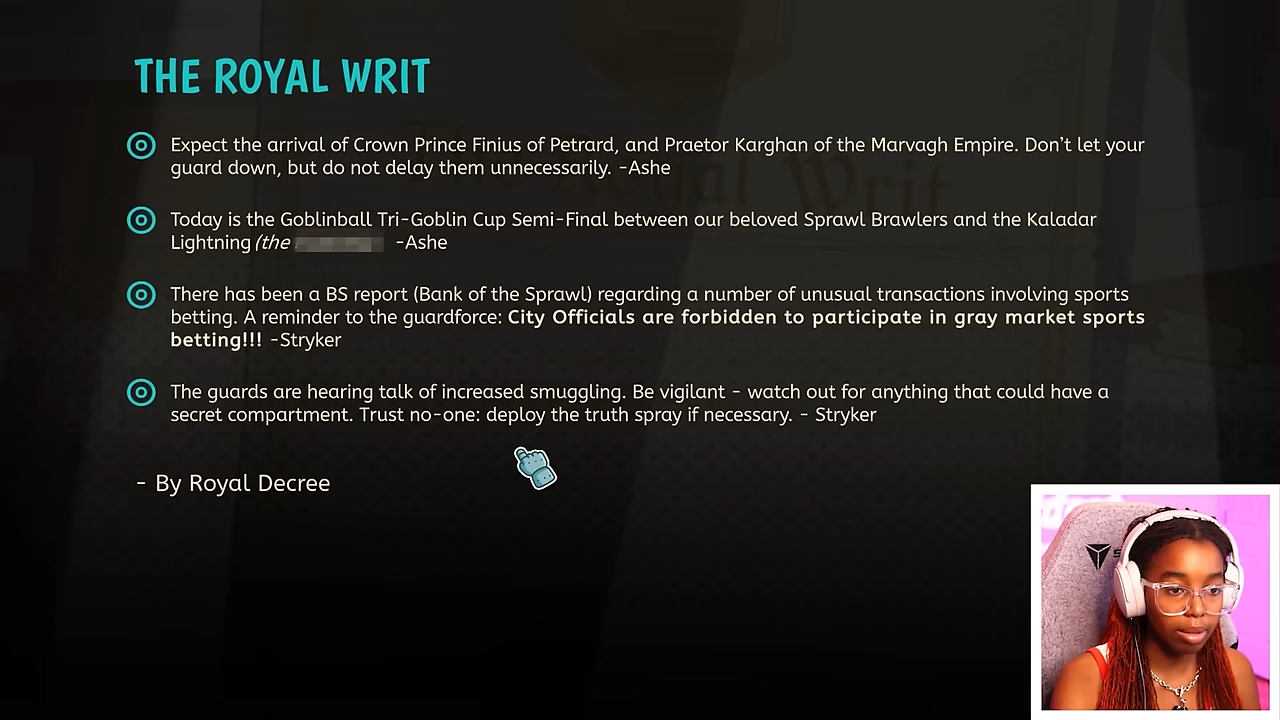 THE ROYAL WRIT
Expect the arrival of Crown Prince Finius of Petrard, and Praetor Karghan of the Marvagh Empire. Don't let your
guard down, but do not delay them unnecessarily. -Ashe
Today is the Goblinball Tri-Goblin Cup Semi-Final between our beloved Sprawl Brawlers and the Kaladar
Lightning (the -Ashe
There has been a BS report (Bank of the Sprawl) regarding a number of unusual transactions involving sports
betting. A reminder to the guardforce: City Officials are forbidden to participate in gray market sports
betting!!! -Stryker
The guards are hearing talk of increased smuggling. Be vigilant - watch out for anything that could have a
secret compartment. Trust no-one: deploy the truth spray if necessary. - Stryker
- By Royal Decree